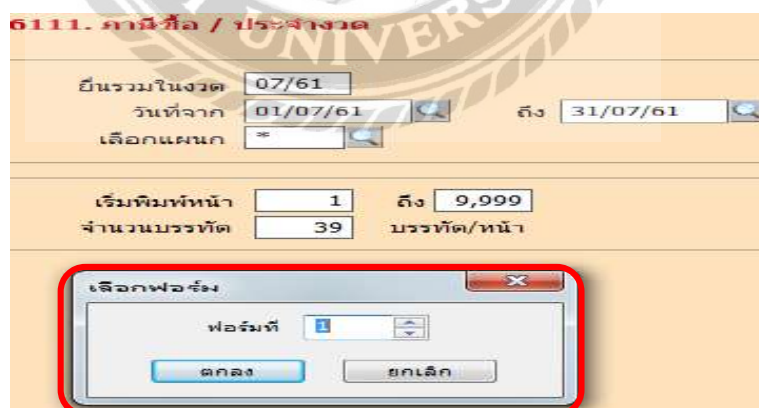 6111. ภาษีซื้อ / ประจำงวด
UNIVER
ยื่นรวมในงวด 07/61
วันที่จาก 01/07/61 ถึง 31/07/61
เลือกแผนก *
เริ่มพิมพ์หน้า 1 ถึง 9,999
จำนวนบรรทัด 39 บรรทัด/หน้า
เลือกฟอร์ม
ฟอร์มที่ 1
ตกลง ยกเลิก